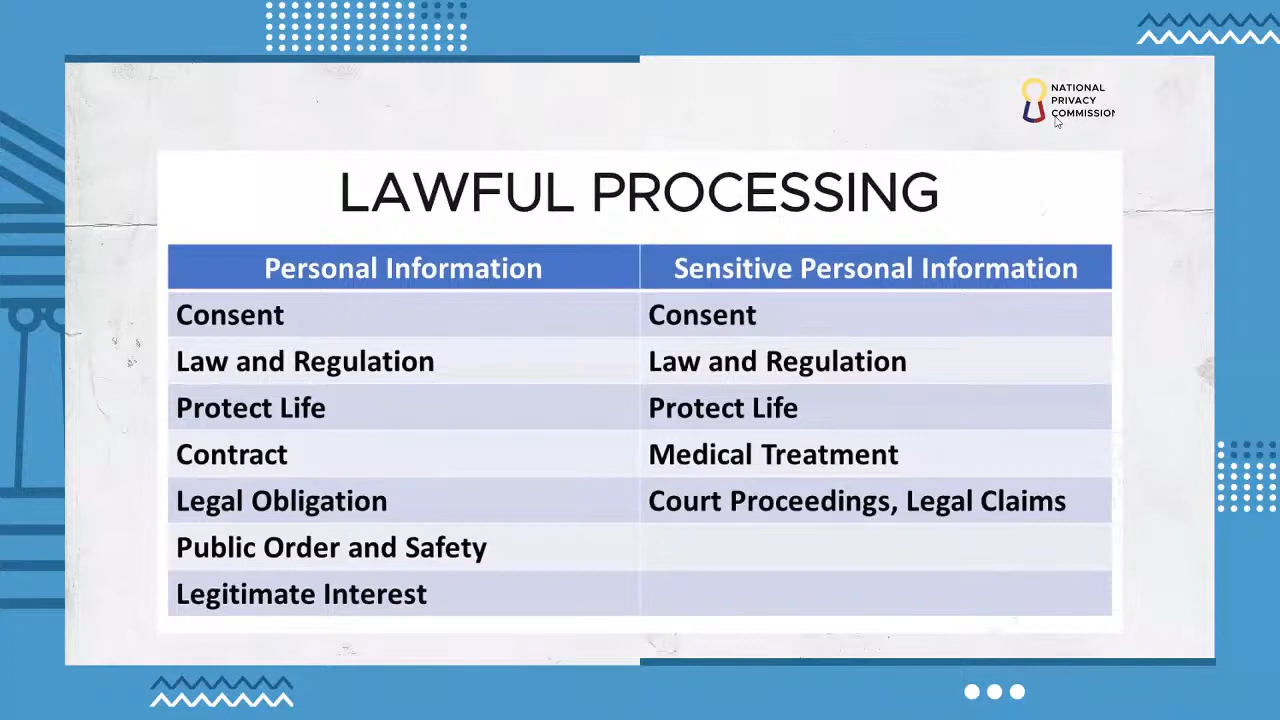 NATIONAL
PRIVACY
COMMISSION
LAWFUL PROCESSING
Personal Information
Sensitive Personal Information
Consent
Consent
Law and Regulation
Law and Regulation
Protect Life
Protect Life
Contract
Medical Treatment
Legal Obligation
Court Proceedings, Legal Claims
Public Order and Safety
Legitimate Interest